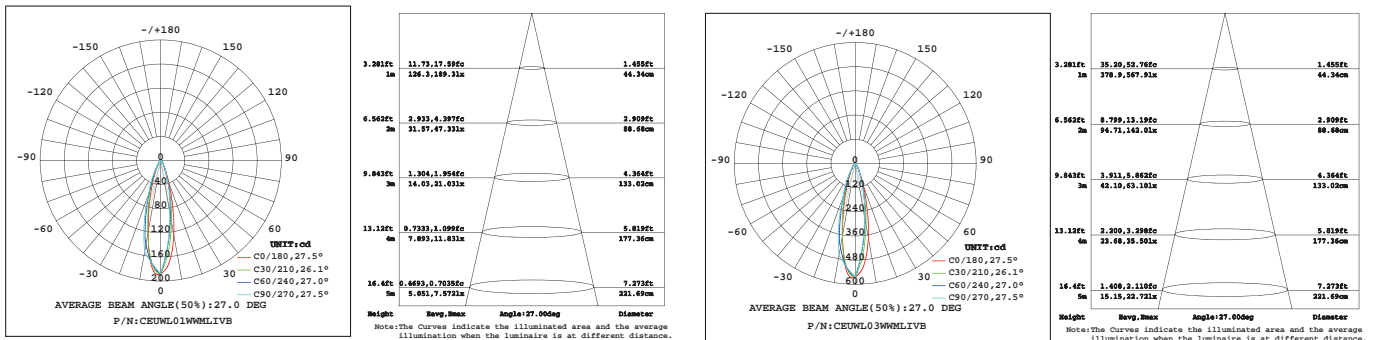 -/+180
-150 150
-120 120
-90 90
-60 60
-30 30
0
0
40
80
120
160
200
UNIT:cd
C0/180,27.5°
C30/210,26.1°
C60/240,27.0°
C90/270,27.5°
AVERAGE BEAM ANGLE(50%):27.0 DEG
P/N:CEUWL01WWMLIVB
3.281ft 11.73,17.59fc 1.455ft
1m 126.3,189.3lx 44.34cm
6.562ft 2.933,4.397fc 2.909ft
2m 31.57,47.33lx 88.68cm
9.843ft 1.304,1.954fc 4.364ft
3m 14.03,21.03lx 133.02cm
13.12ft 0.7333,1.099fc 5.819ft
4m 7.893,11.83lx 177.36cm
16.4ft 0.4693,0.7035fc 7.273ft
5m 5.051,7.572lx 221.69cm
Height Eavg,Emax Angle:27.00deg Diameter
Note:The Curves indicate the illuminated area and the average
illumination when the luminaire is at different distance.
-/+180
-150 150
-120 120
-90 90
-60 60
-30 30
0
0
120
240
360
480
600
UNIT:cd
C0/180,27.5°
C30/210,26.1°
C60/240,27.0°
C90/270,27.5°
AVERAGE BEAM ANGLE(50%):27.0 DEG
P/N:CEUWL03WWMLIVB
3.281ft 35.20,52.76fc 1.455ft
1m 378.9,567.9lx 44.34cm
6.562ft 8.799,13.19fc 2.909ft
2m 94.71,142.0lx 88.68cm
9.843ft 3.911,5.862fc 4.364ft
3m 42.10,63.10lx 133.02cm
13.12ft 2.200,3.298fc 5.819ft
4m 23.68,35.50lx 177.36cm
16.4ft 1.408,2.110fc 7.273ft
5m 15.15,22.72lx 221.69cm
Height Eavg,Emax Angle:27.00deg Diameter
Note:The Curves indicate the illuminated area and the average
illumination when the luminaire is at different distance.